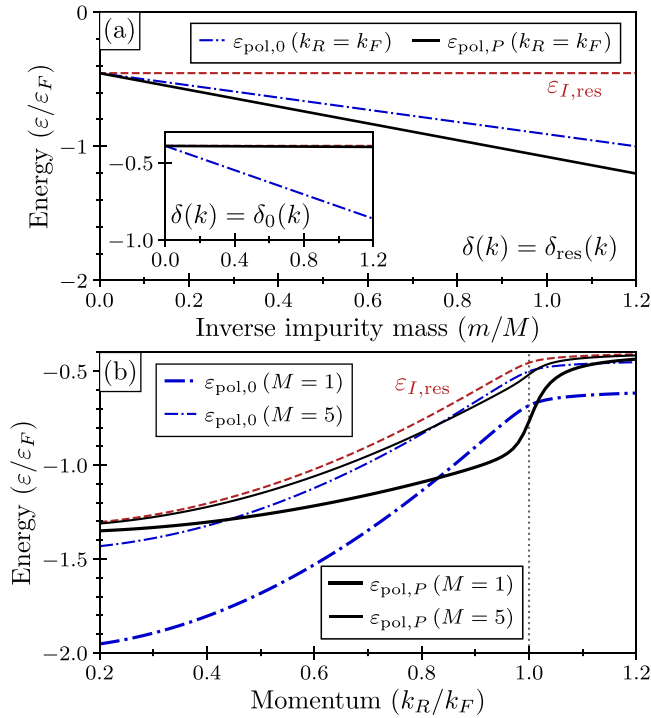 (a)
ε_pol,0 (k_R = k_F)
ε_pol,P (k_R = k_F)
ε_I,res
Energy (ε/ε_F)
0
−1
−2
−0.4
−1.0
0.0 0.4 0.8 1.2
δ(k) = δ_0(k)
δ(k) = δ_res(k)
0.0 0.2 0.4 0.6 0.8 1.0 1.2
Inverse impurity mass (m/M)
(b)
ε_pol,0 (M = 1)
ε_pol,0 (M = 5)
ε_I,res
Energy (ε/ε_F)
−0.5
−1.0
−1.5
−2.0
ε_pol,P (M = 1)
ε_pol,P (M = 5)
0.2 0.4 0.6 0.8 1.0 1.2
Momentum (k_R/k_F)